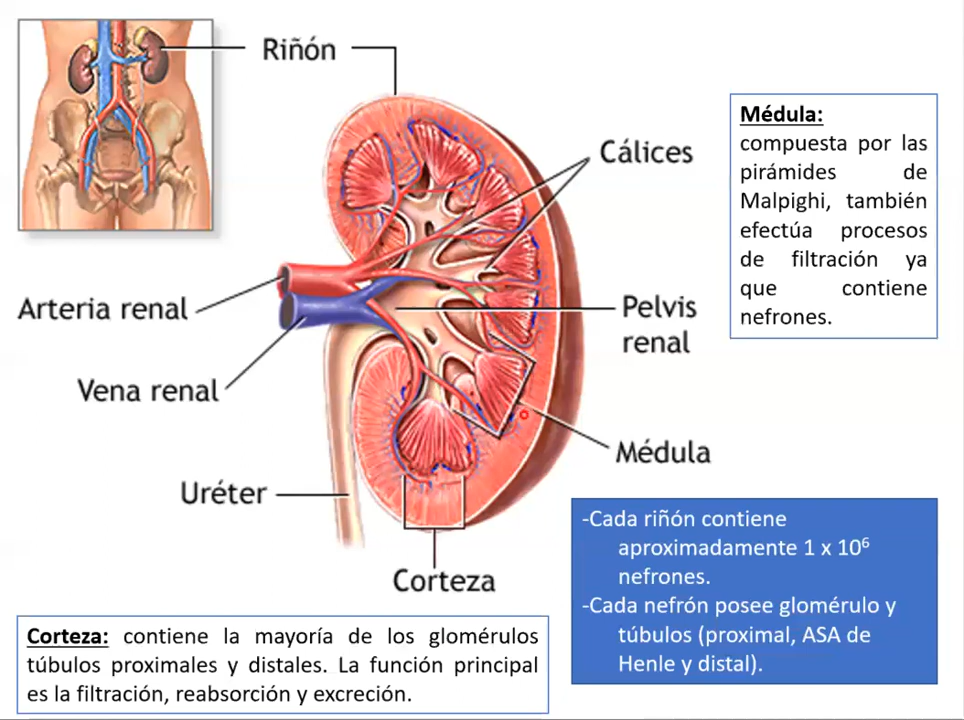 Riñón
Cálices
Médula:
compuesta por las
pirámides de
Malpighi, también
efectúa procesos
de filtración ya
que contiene
nefrones.
Arteria renal
Pelvis
renal
Vena renal
Médula
Uréter
Corteza
-Cada riñón contiene
aproximadamente 1 x 10⁶
nefrones.
-Cada nefrón posee glomérulo y
túbulos (proximal, ASA de
Henle y distal).
Corteza: contiene la mayoría de los glomérulos
túbulos proximales y distales. La función principal
es la filtración, reabsorción y excreción.